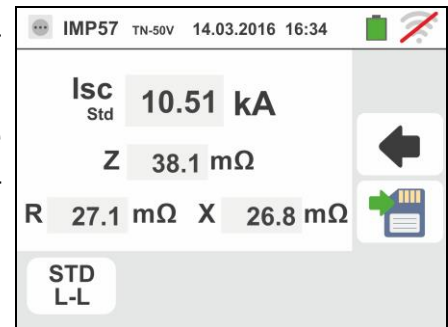 IMP57 TN-50V 14.03.2016 16:34
Isc 10.51 kA
Std
Z 38.1 mΩ
R 27.1 mΩ X 26.8 mΩ
STD
L-L